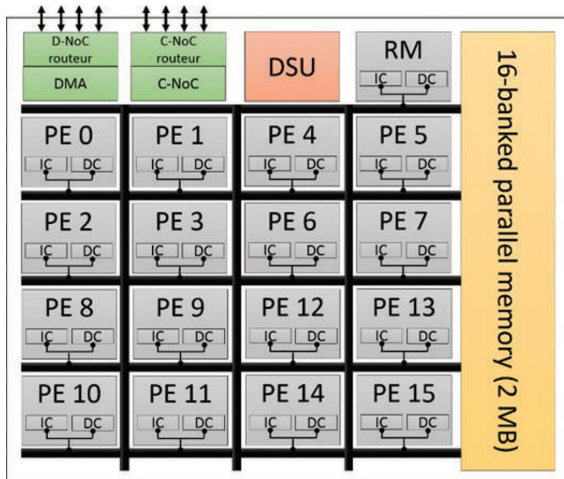 D-NoC
routeur
DMA
C-NoC
routeur
C-NoC
DSU
RM
IC DC
16-banked parallel memory (2 MB)
PE 0 PE 1 PE 4 PE 5
IC DC IC DC IC DC IC DC
PE 2 PE 3 PE 6 PE 7
IC DC IC DC IC DC IC DC
PE 8 PE 9 PE 12 PE 13
IC DC IC DC IC DC IC DC
PE 10 PE 11 PE 14 PE 15
IC DC IC DC IC DC IC DC